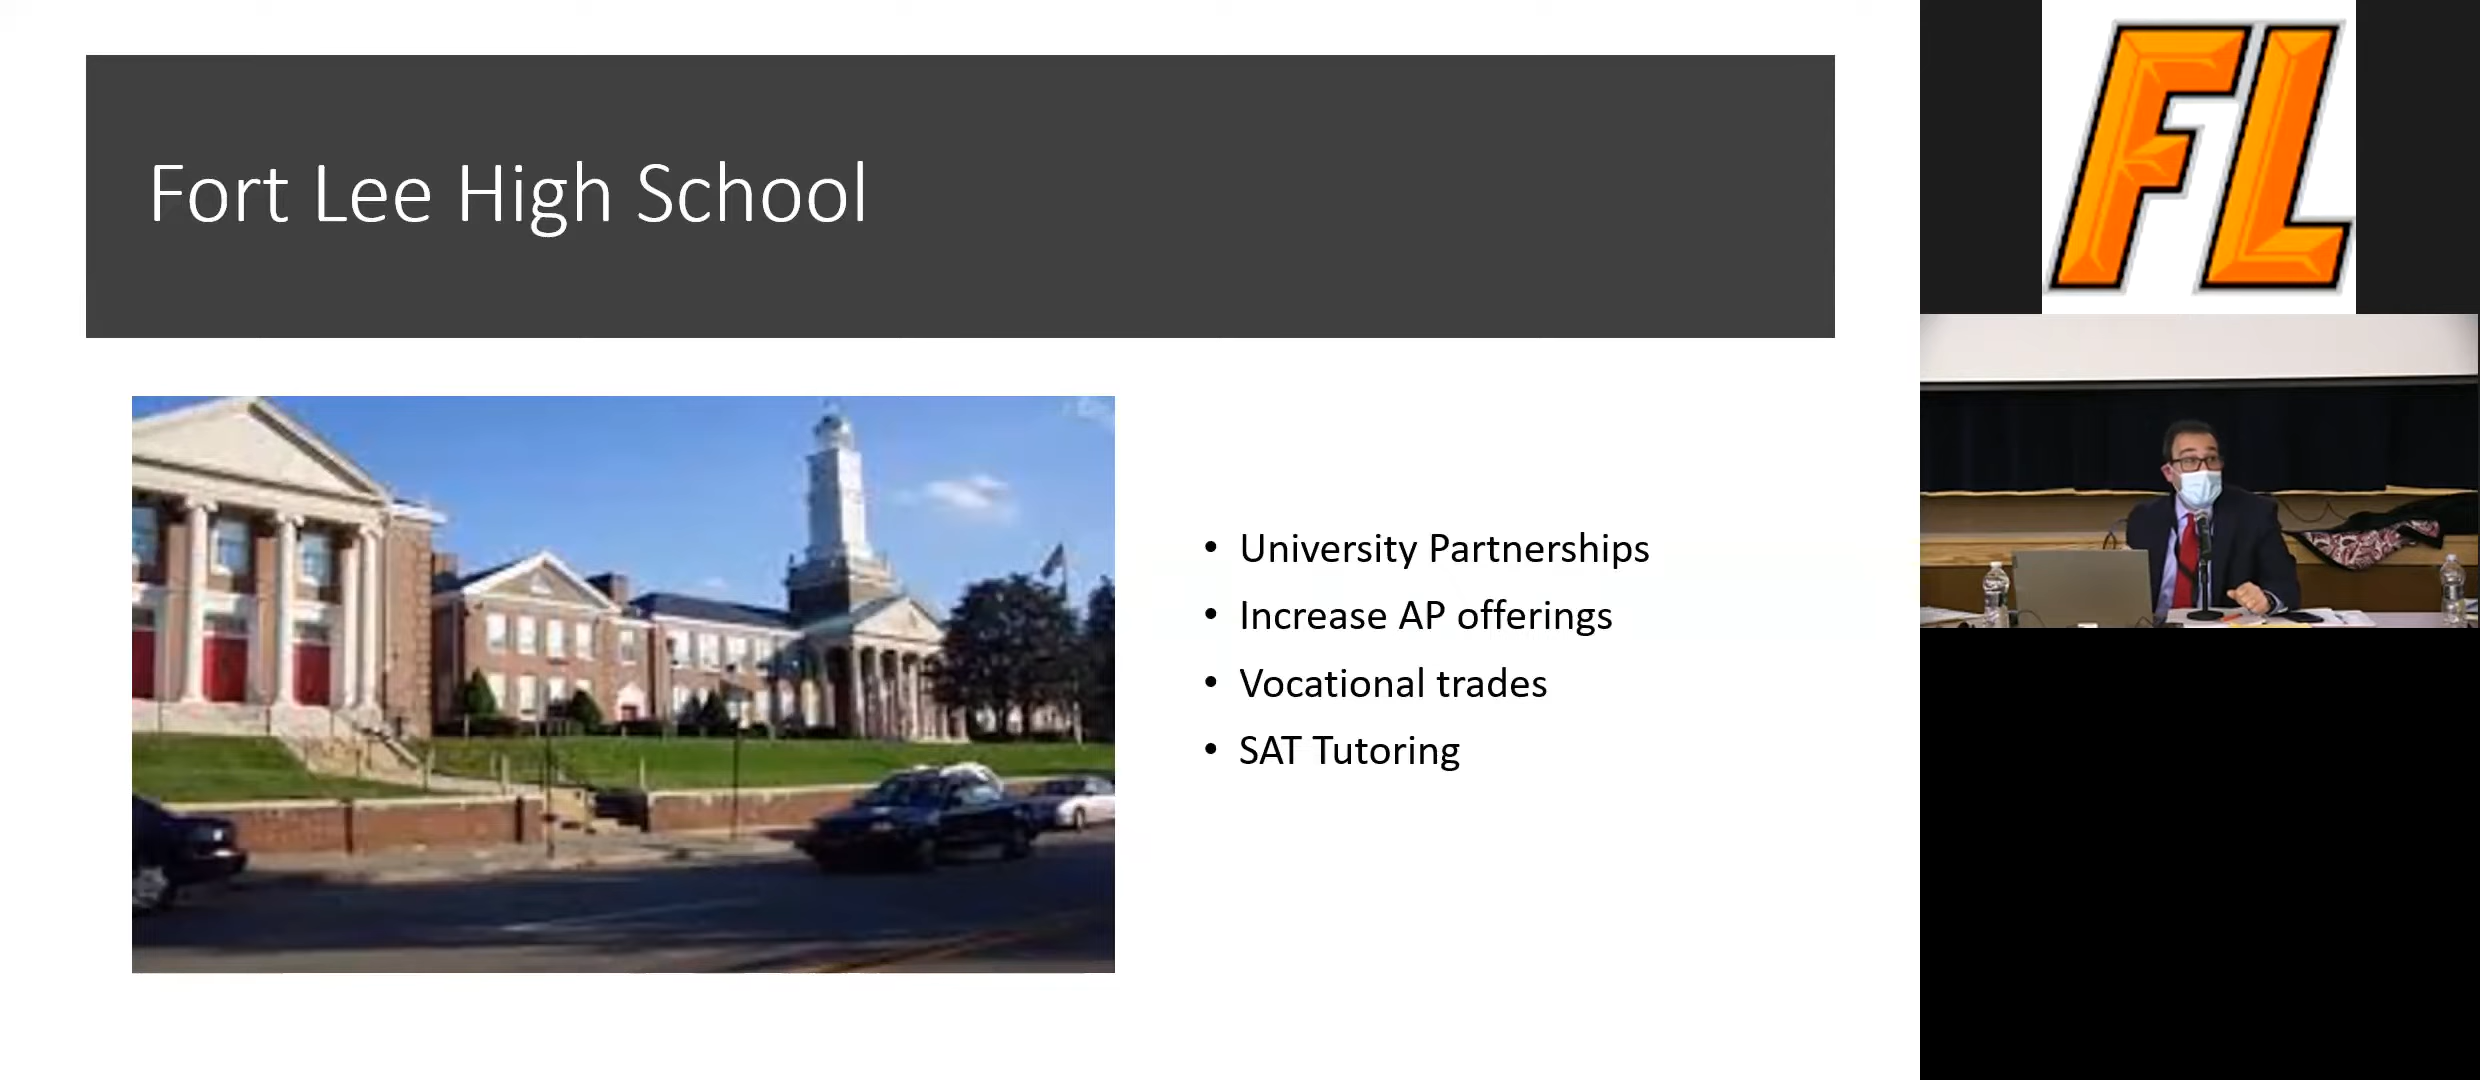 Fort Lee High School
FL
• University Partnerships
• Increase AP offerings
• Vocational trades
• SAT Tutoring